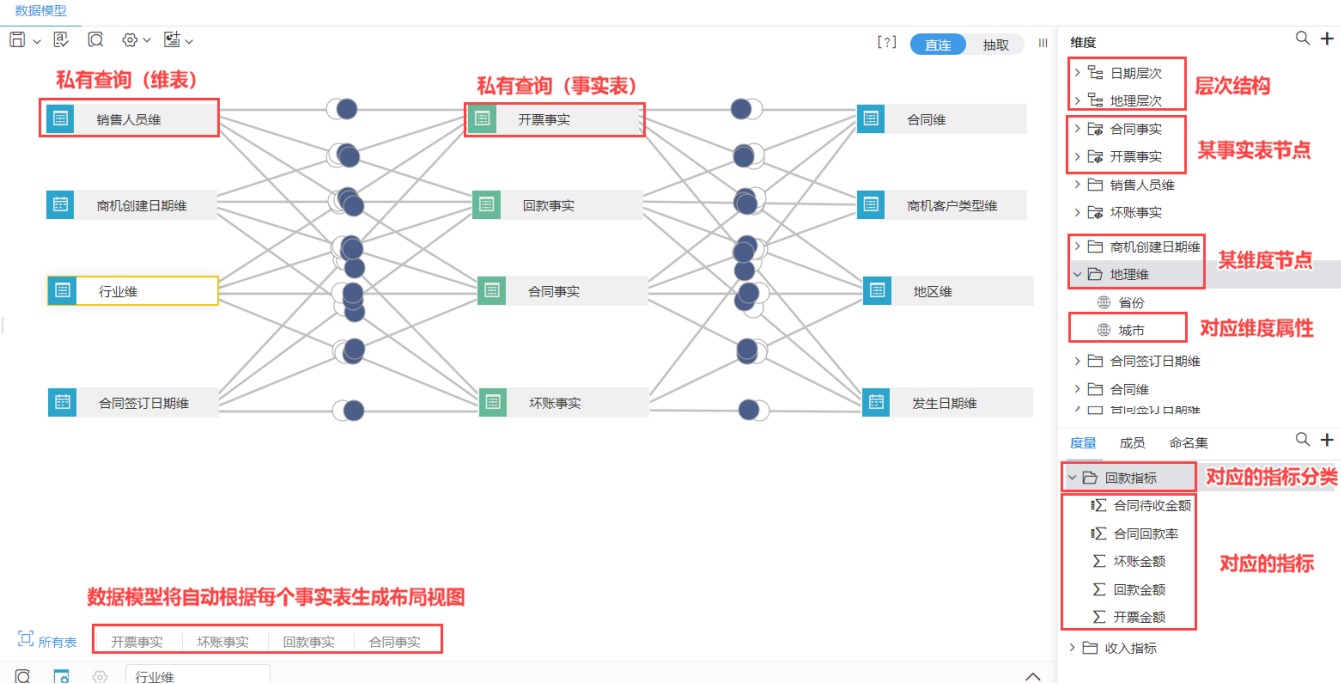 数据模型
[?]
直连
抽取
私有查询（维表）
私有查询（事实表）
销售人员维
开票事实
合同维
商机创建日期维
回款事实
商机客户类型维
行业维
合同事实
地区维
合同签订日期维
坏账事实
发生日期维
数据模型将自动根据每个事实表生成布局视图
所有表
开票事实
坏账事实
回款事实
合同事实
行业维
维度
日期层次
地理层次
层次结构
合同事实
开票事实
某事实表节点
销售人员维
坏账事实
商机创建日期维
地理维
某维度节点
省份
城市
对应维度属性
合同签订日期维
合同维
合同签订日期维
度量
成员
命名集
回款指标
对应的指标分类
合同待收金额
合同回款率
坏账金额
回款金额
开票金额
对应的指标
收入指标